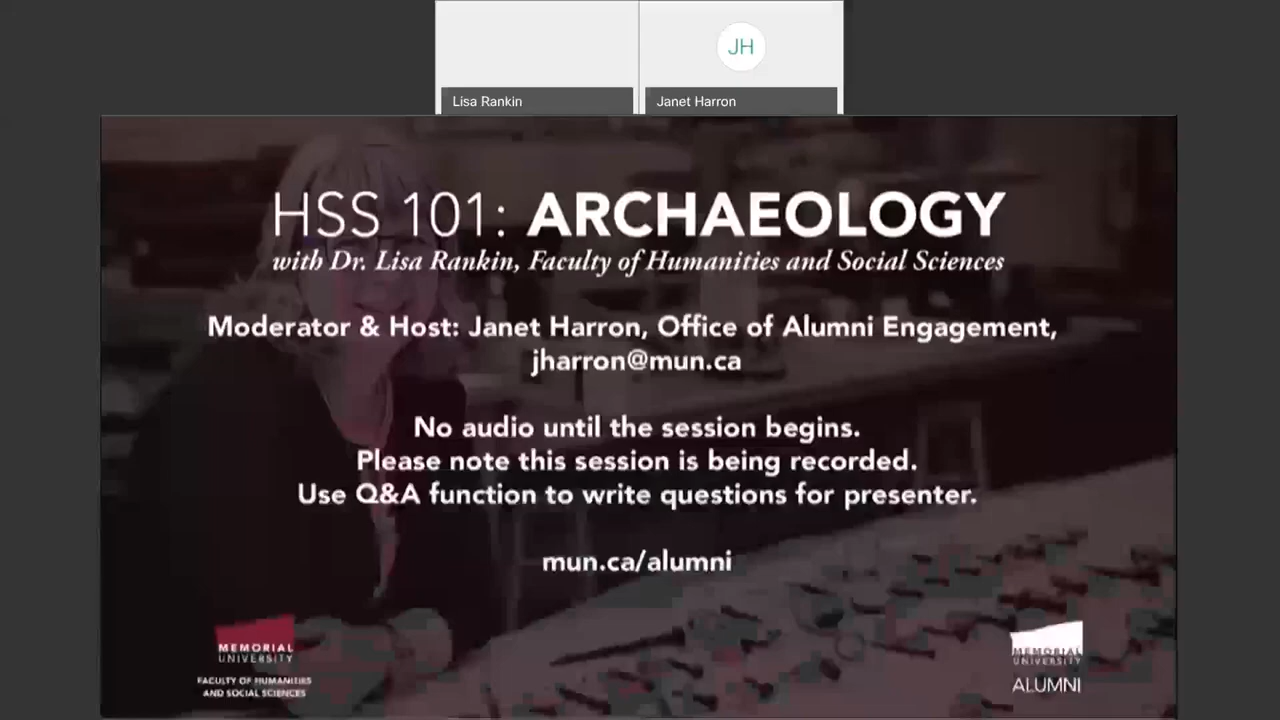 JH
Lisa Rankin
Janet Harron
HSS 101: ARCHAEOLOGY
with Dr. Lisa Rankin, Faculty of Humanities and Social Sciences
Moderator & Host: Janet Harron, Office of Alumni Engagement,
jharron@mun.ca
No audio until the session begins.
Please note this session is being recorded.
Use Q&A function to write questions for presenter.
mun.ca/alumni
MEMORIAL
UNIVERSITY
FACULTY OF HUMANITIES
AND SOCIAL SCIENCES
MEMORIAL
UNIVERSITY
ALUMNI